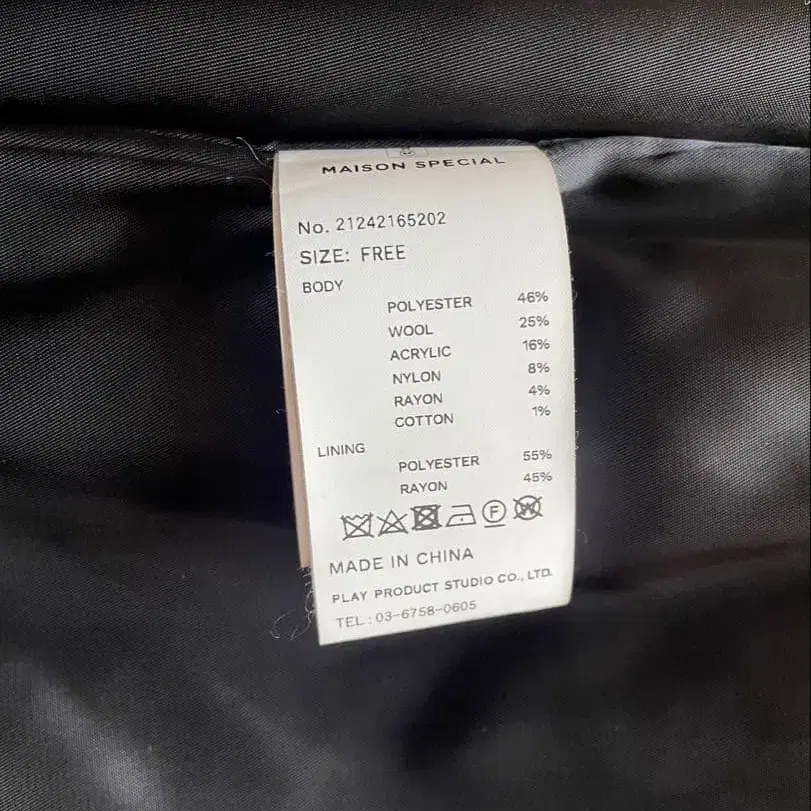 MAISON SPECIAL
No. 21242165202
SIZE: FREE
BODY
POLYESTER 46%
WOOL 25%
ACRYLIC 16%
NYLON 8%
RAYON 4%
COTTON 1%
LINING
POLYESTER 55%
RAYON 45%
F W
MADE IN CHINA
PLAY PRODUCT STUDIO CO., LTD.
TEL : 03-6758-0605